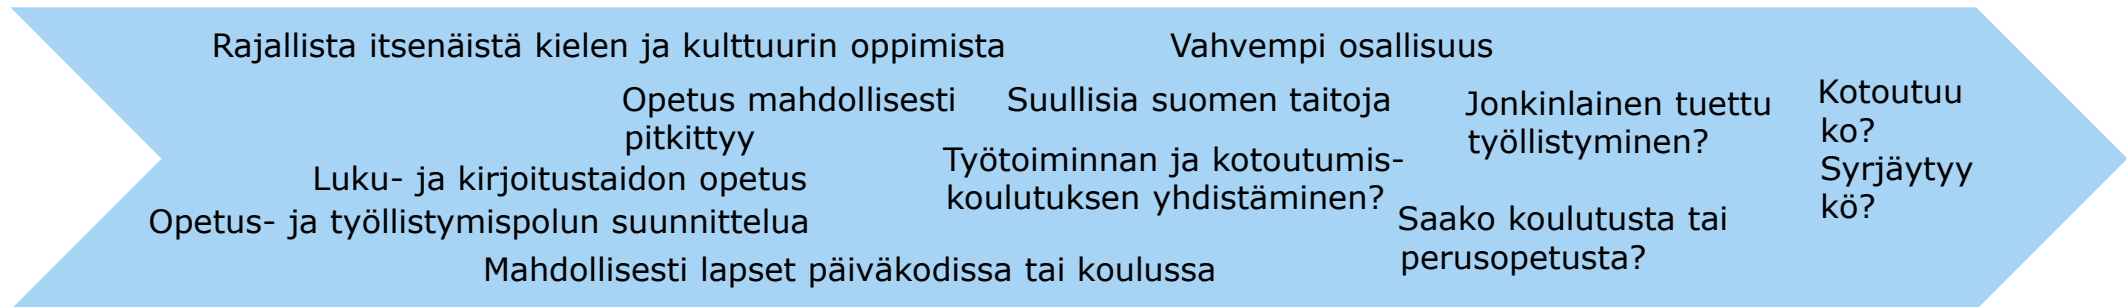 Rajallista itsenäistä kielen ja kulttuurin oppimista
Vahvempi osallisuus
Opetus mahdollisesti
pitkittyy
Suullisia suomen taitoja
Jonkinlainen tuettu
työllistyminen?
Kotoutuu
ko?
Syrjäytyy
kö?
Luku- ja kirjoitustaidon opetus
Työtoiminnan ja kotoutumis-
koulutuksen yhdistäminen?
Opetus- ja työllistymispolun suunnittelua
Saako koulutusta tai
perusopetusta?
Mahdollisesti lapset päiväkodissa tai koulussa